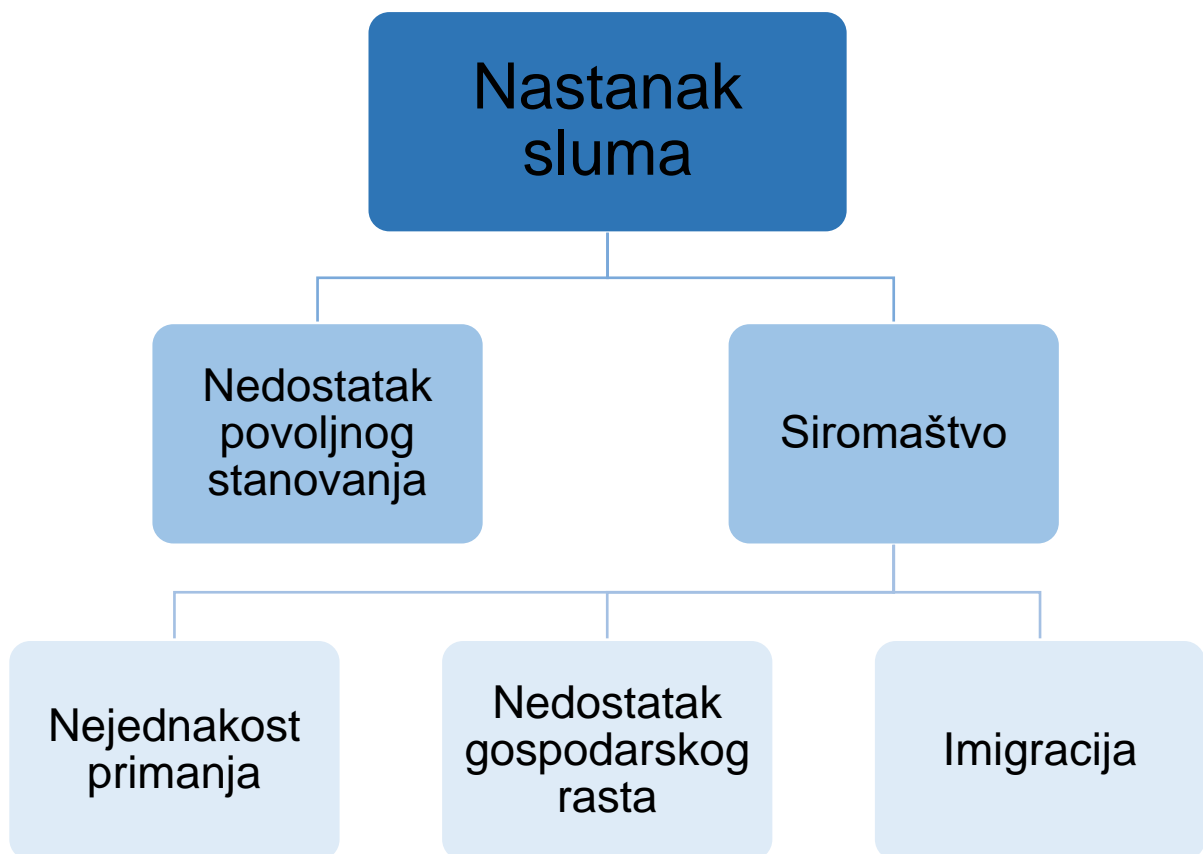 Nastanak
sluma
Nedostatak
povoljnog
stanovanja
Siromaštvo
Nejednakost
primanja
Nedostatak
gospodarskog
rasta
Imigracija